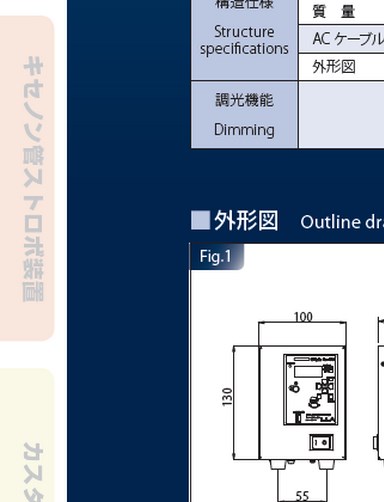 構造仕様
Structure
specifications
質 量
AC ケーブル
外形図
調光機能
Dimming
キセノン管ストロボ装置
■外形図 Outline dra
Fig.1
100
130
55
カスタ